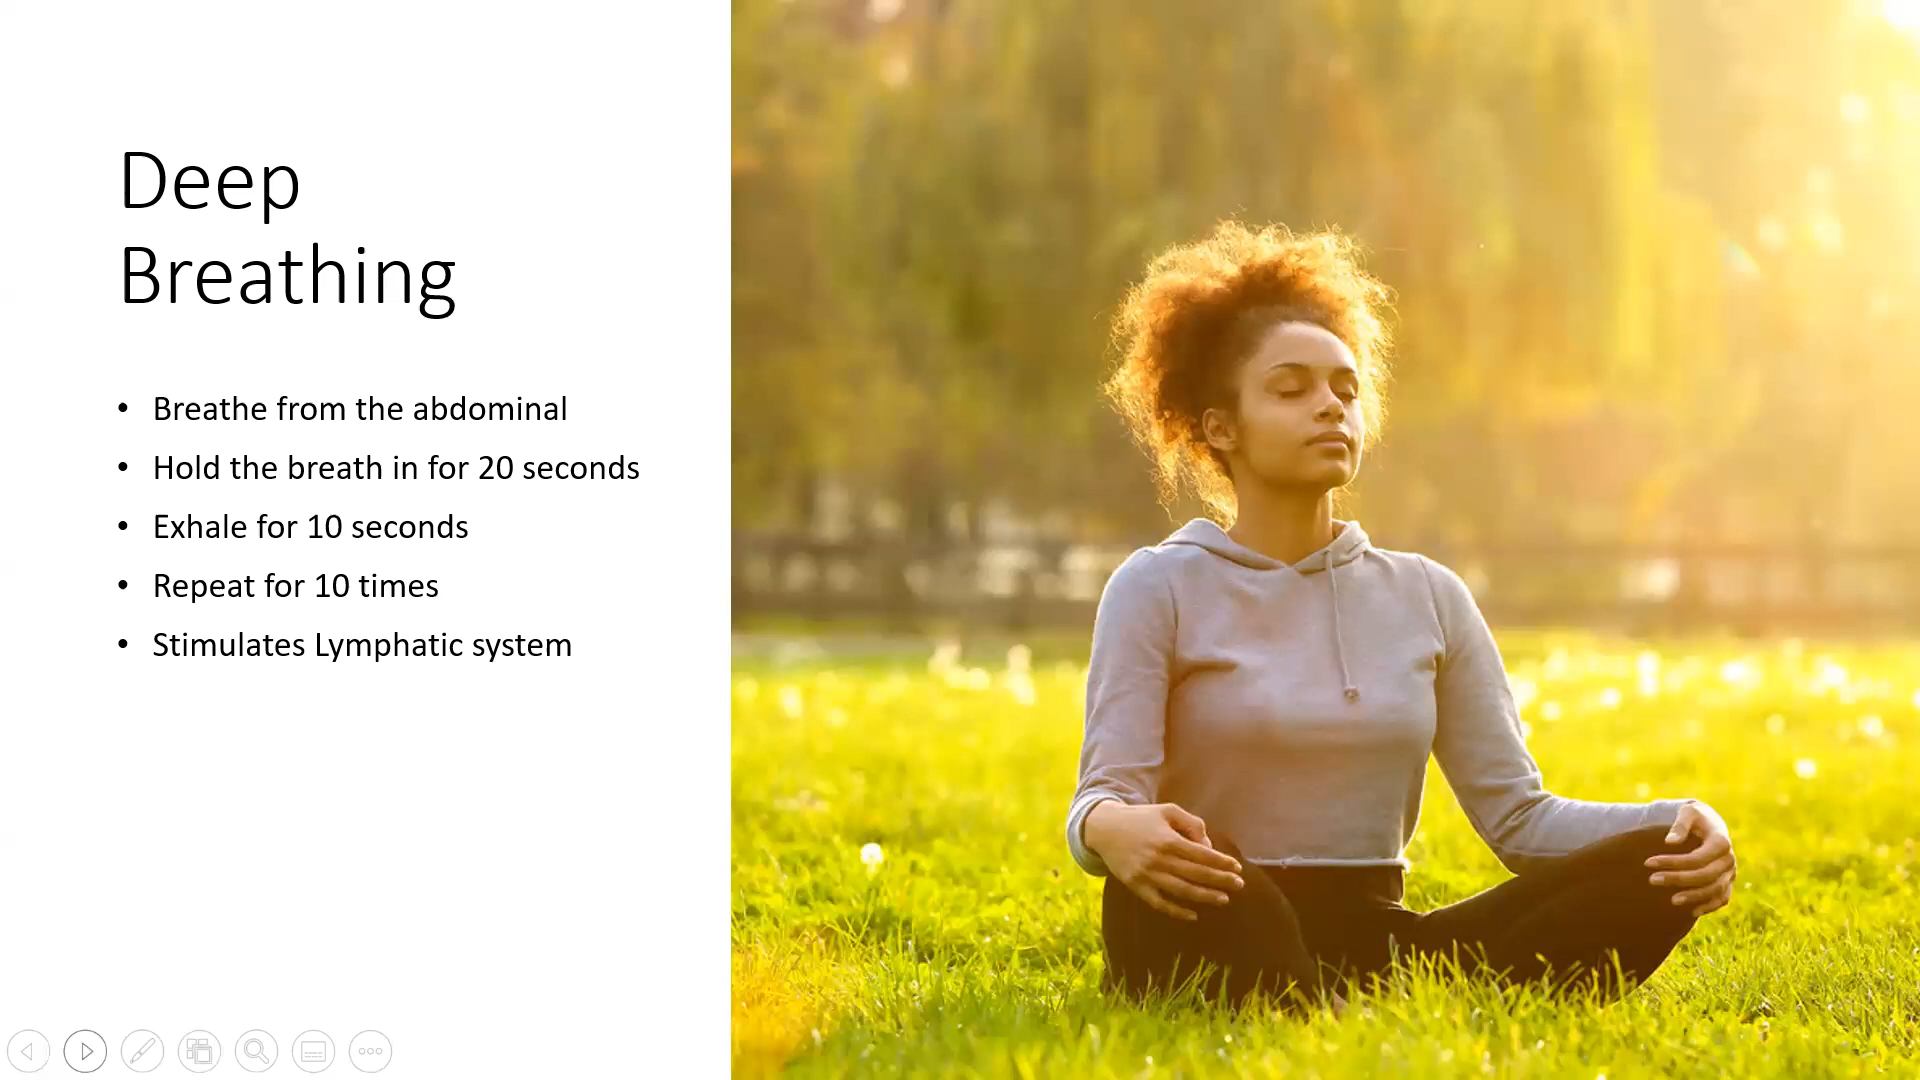 Deep
Breathing
• Breathe from the abdominal
• Hold the breath in for 20 seconds
• Exhale for 10 seconds
• Repeat for 10 times
• Stimulates Lymphatic system